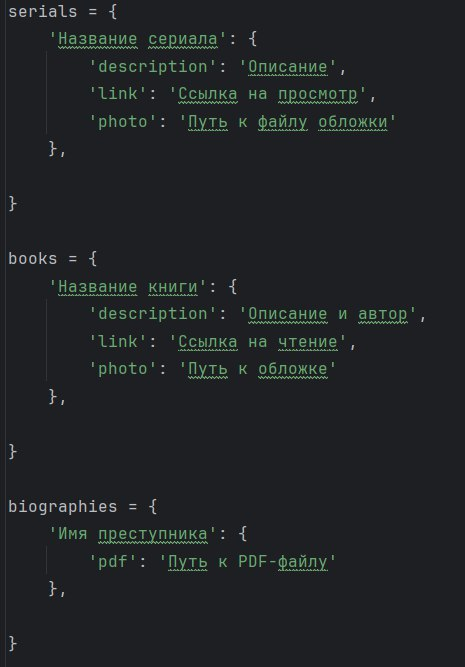 serials = {
    'Название сериала': {
        'description': 'Описание',
        'link': 'Ссылка на просмотр',
        'photo': 'Путь к файлу обложки'
    },
}
books = {
    'Название книги': {
        'description': 'Описание и автор',
        'link': 'Ссылка на чтение',
        'photo': 'Путь к обложке'
    },
}
biographies = {
    'Имя преступника': {
        'pdf': 'Путь к PDF-файлу'
    },
}